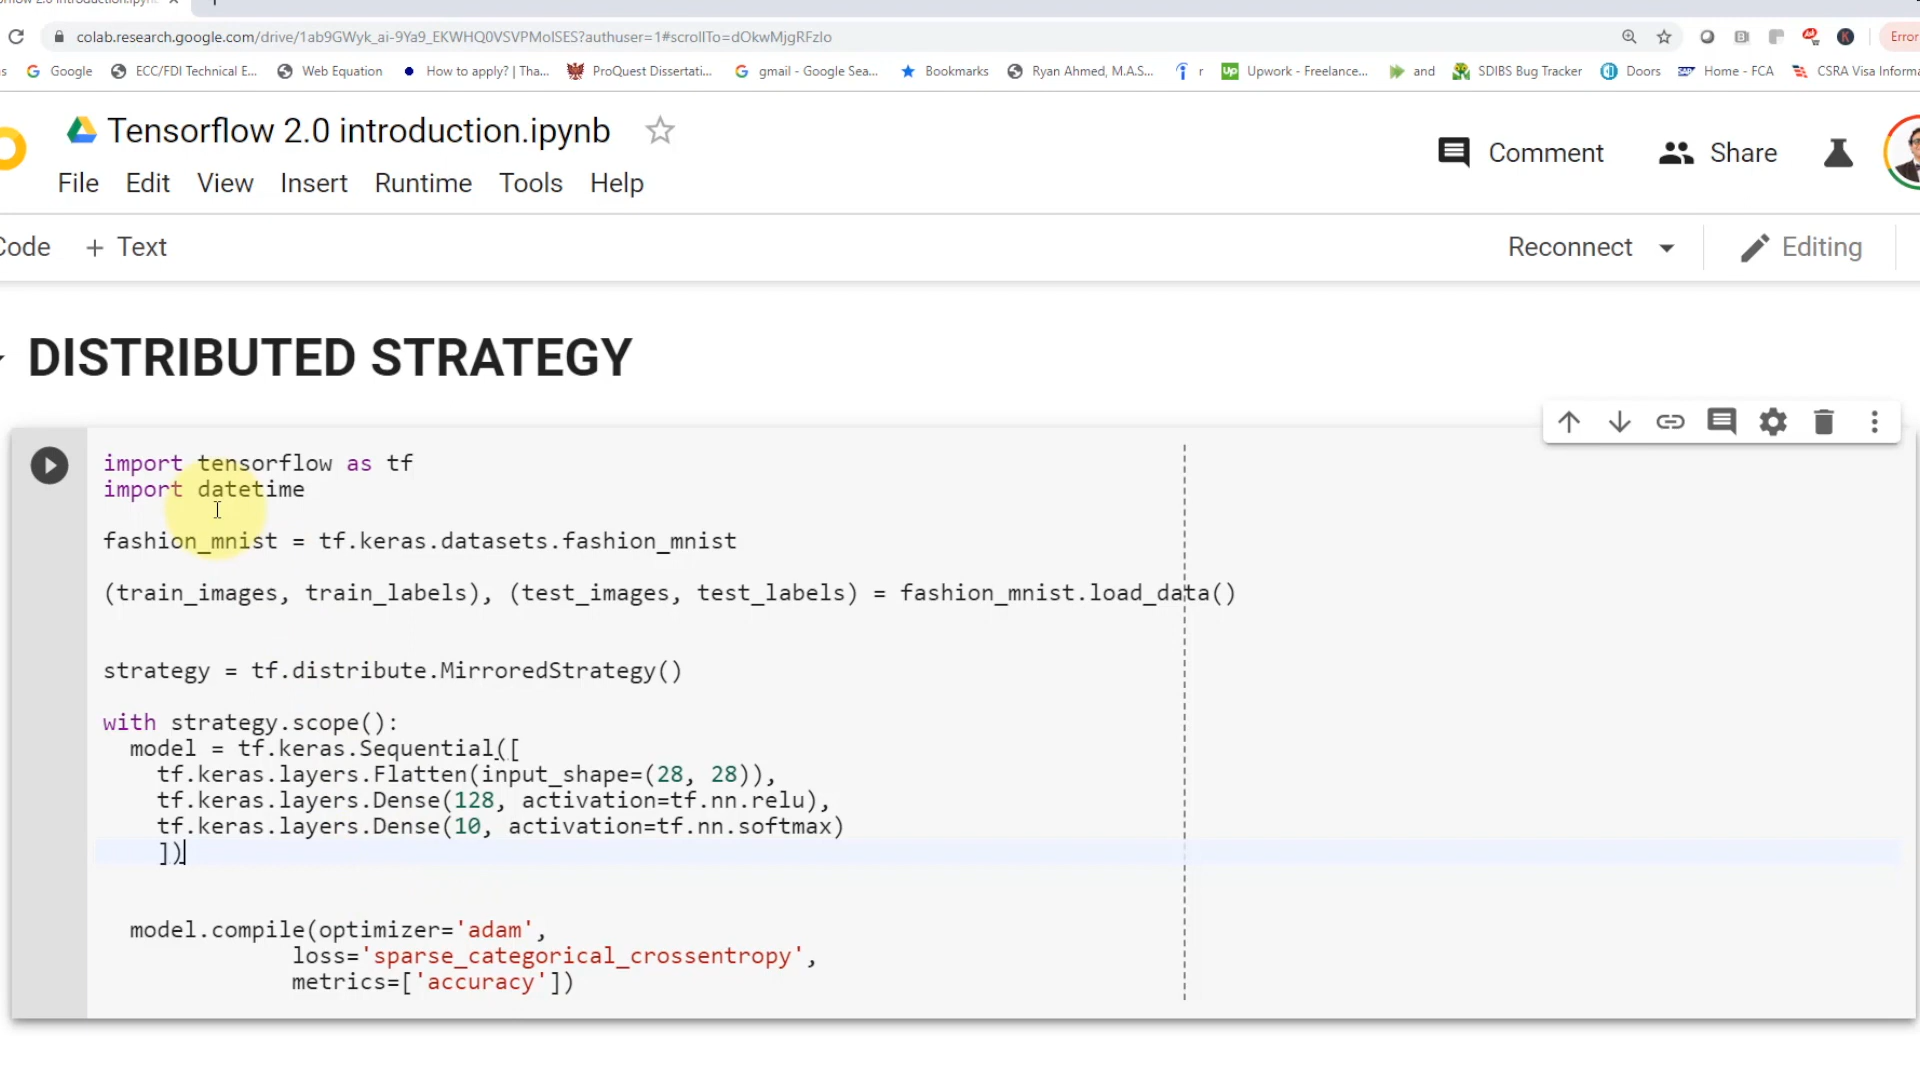 colab.research.google.com/drive/1ab9GWyk_ai-9Ya9_EKWHQ0VSVPMolSES?authuser=1#scrollTo=dOkwMjgRFzIo
Error
s Google ECC/FDI Technical E... Web Equation How to apply? | Tha... ProQuest Dissertati... gmail - Google Sea... Bookmarks Ryan Ahmed, M.A.S... r Upwork - Freelance... and SDIBS Bug Tracker Doors Home - FCA CSRA Visa Informa
Tensorflow 2.0 introduction.ipynb
Comment Share
File Edit View Insert Runtime Tools Help
Code + Text Reconnect Editing
DISTRIBUTED STRATEGY
import tensorflow as tf
import datetime
fashion_mnist = tf.keras.datasets.fashion_mnist
(train_images, train_labels), (test_images, test_labels) = fashion_mnist.load_data()
strategy = tf.distribute.MirroredStrategy()
with strategy.scope():
model = tf.keras.Sequential([
tf.keras.layers.Flatten(input_shape=(28, 28)),
tf.keras.layers.Dense(128, activation=tf.nn.relu),
tf.keras.layers.Dense(10, activation=tf.nn.softmax)
])
model.compile(optimizer='adam',
loss='sparse_categorical_crossentropy',
metrics=['accuracy'])